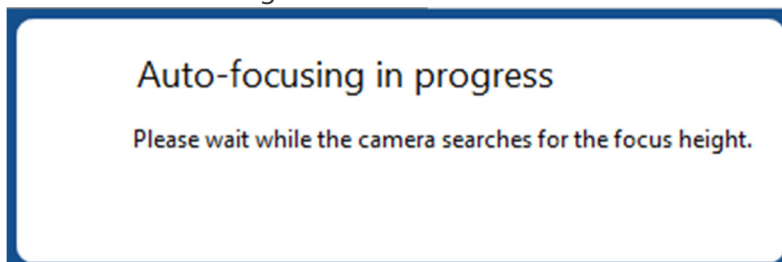 Auto-focusing in progress
Please wait while the camera searches for the focus height.